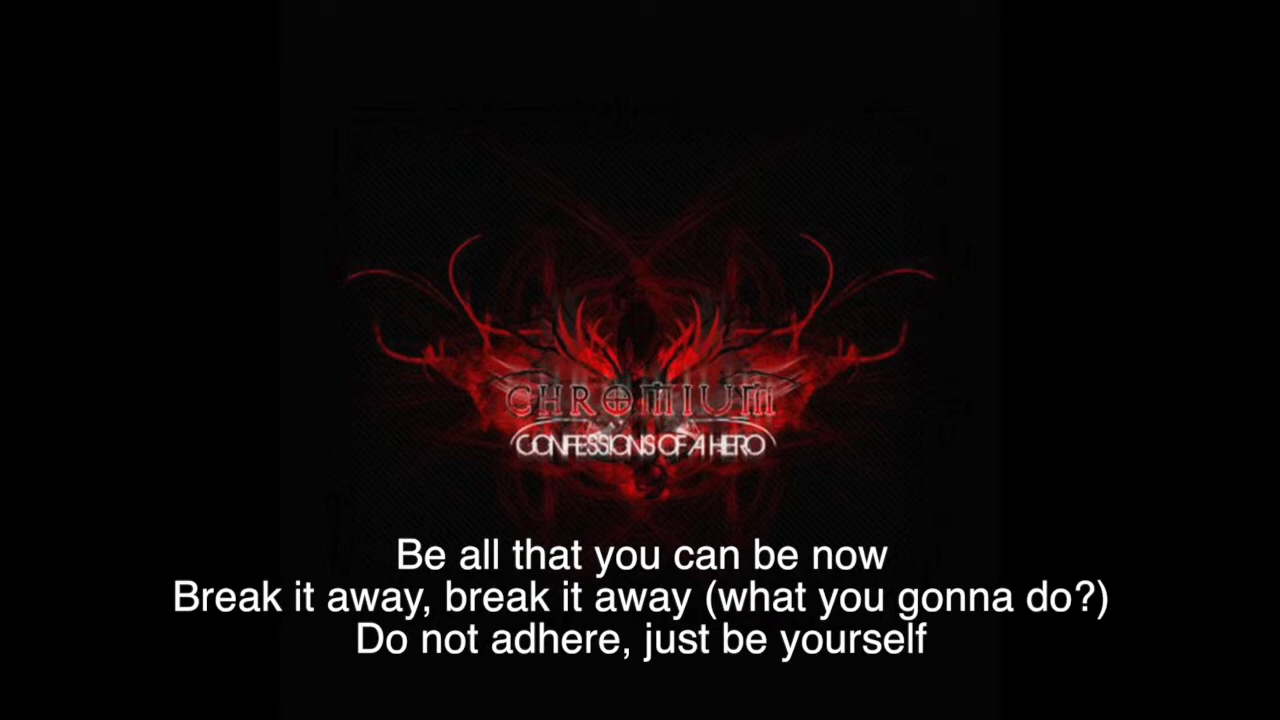 CHROMIUM
CONFESSIONS OF A HERO
Be all that you can be now
Break it away, break it away (what you gonna do?)
Do not adhere, just be yourself